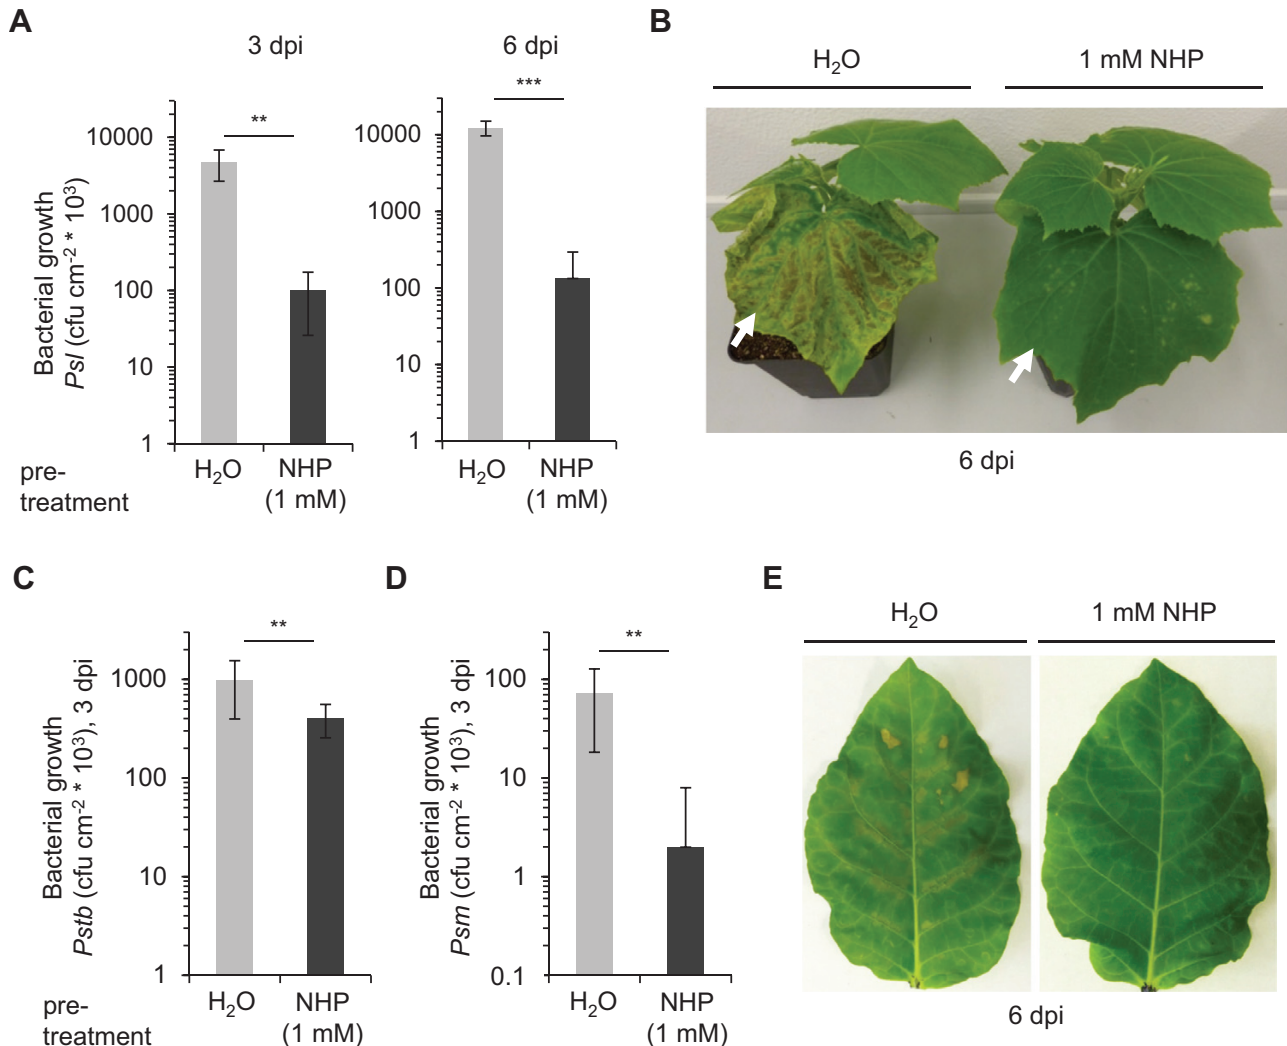 A
3 dpi
6 dpi
Bacterial growth
Psl (cfu cm⁻² * 10³)
10000
1000
100
10
1
**
10000
1000
100
10
1
***
pre-
treatment
H₂O
NHP
(1 mM)
H₂O
NHP
(1 mM)
B
H₂O
1 mM NHP
6 dpi
C
Bacterial growth
Pstb (cfu cm⁻² * 10³), 3 dpi
1000
100
10
1
**
pre-
treatment
H₂O
NHP
(1 mM)
D
Bacterial growth
Psm (cfu cm⁻² * 10³), 3 dpi
100
10
1
0.1
**
H₂O
NHP
(1 mM)
E
H₂O
1 mM NHP
6 dpi